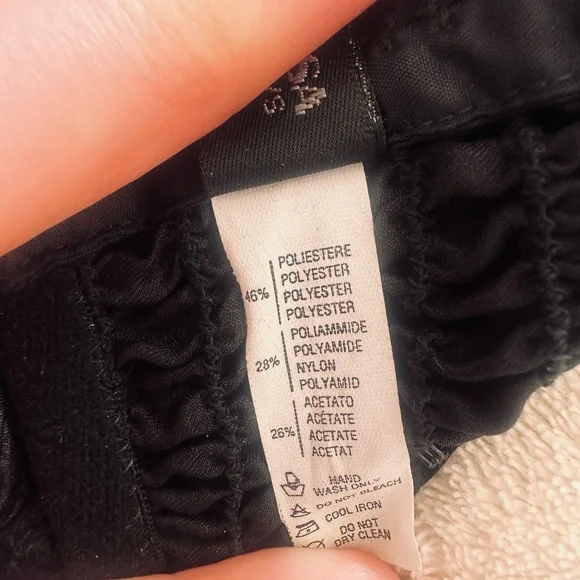 46%
POLIESTERE
POLYESTER
POLYESTER
POLYESTER
28%
POLIAMMIDE
POLYAMIDE
NYLON
POLYAMID
26%
ACETATO
ACÉTATE
ACETATE
ACETAT
HAND
WASH ONLY
DO NOT BLEACH
COOL IRON
DO NOT
DRY CLEAN